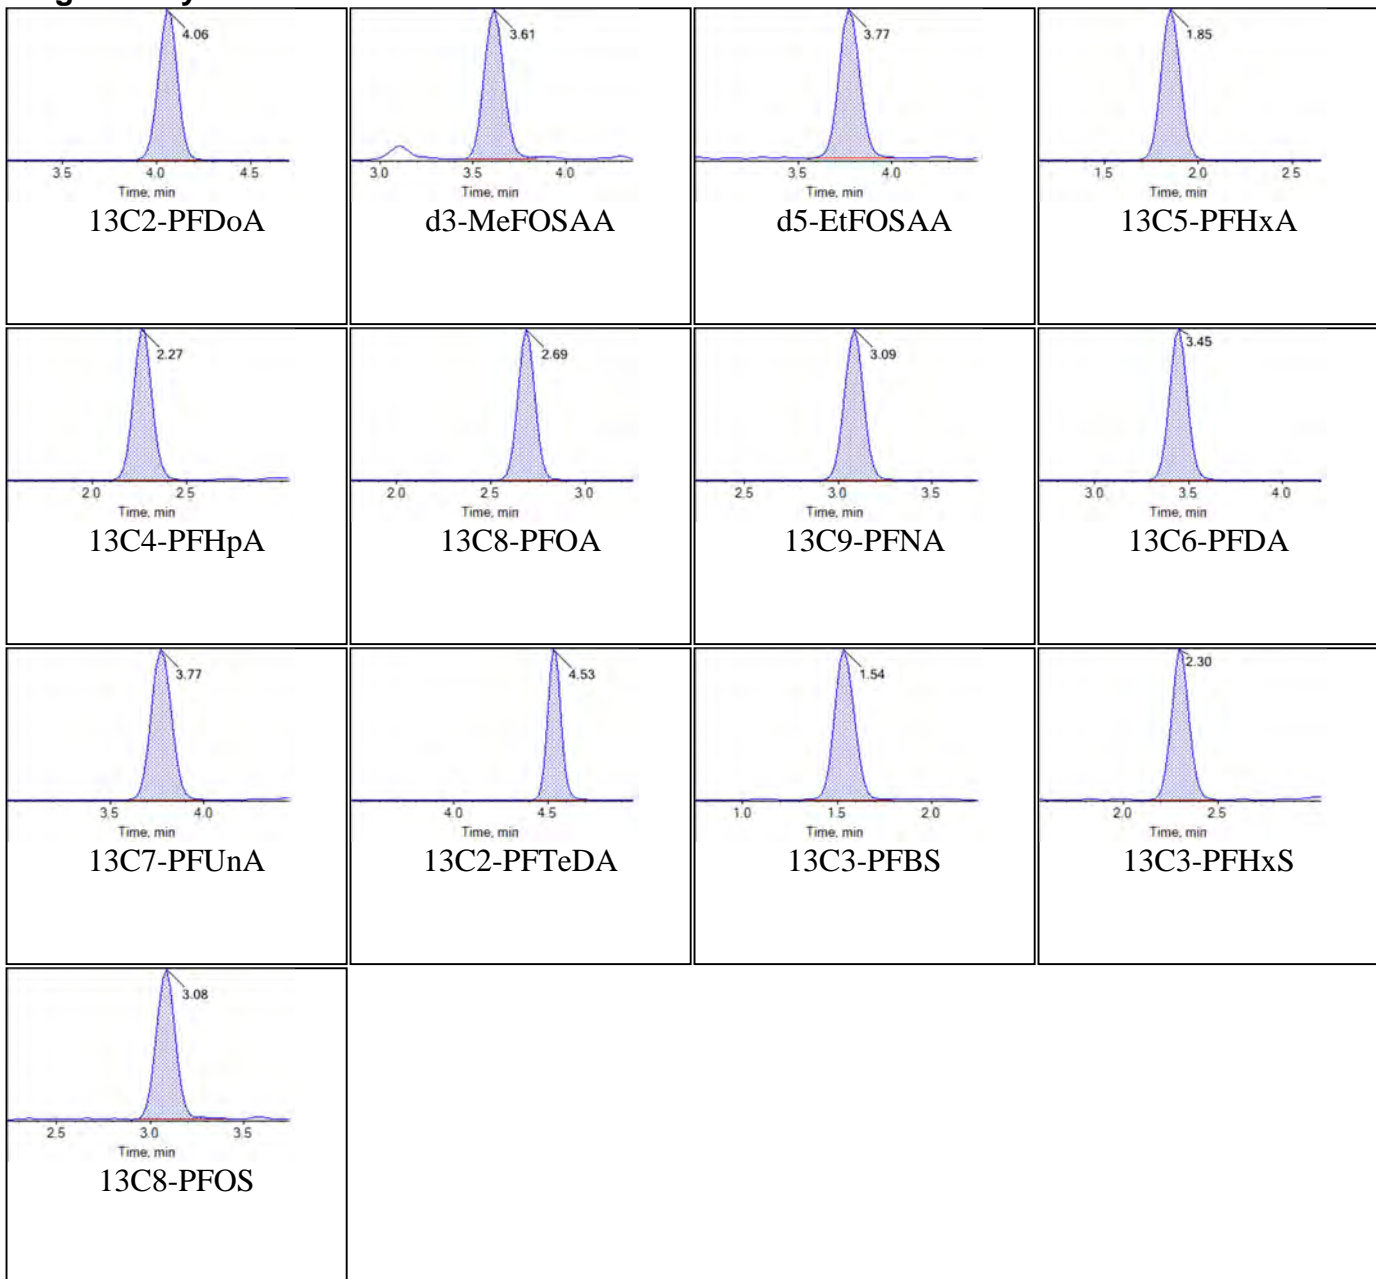 4.06
3.5 4.0 4.5
Time, min
13C2-PFDoA
3.61
3.0 3.5 4.0
Time, min
d3-MeFOSAA
3.77
3.5 4.0
Time, min
d5-EtFOSAA
1.85
1.5 2.0 2.5
Time, min
13C5-PFHxA
2.27
2.0 2.5
Time, min
13C4-PFHpA
2.69
2.0 2.5 3.0
Time, min
13C8-PFOA
3.09
2.5 3.0 3.5
Time, min
13C9-PFNA
3.45
3.0 3.5 4.0
Time, min
13C6-PFDA
3.77
3.5 4.0
Time, min
13C7-PFUnA
4.53
4.0 4.5
Time, min
13C2-PFTeDA
1.54
1.0 1.5 2.0
Time, min
13C3-PFBS
2.30
2.0 2.5
Time, min
13C3-PFHxS
3.08
2.5 3.0 3.5
Time, min
13C8-PFOS